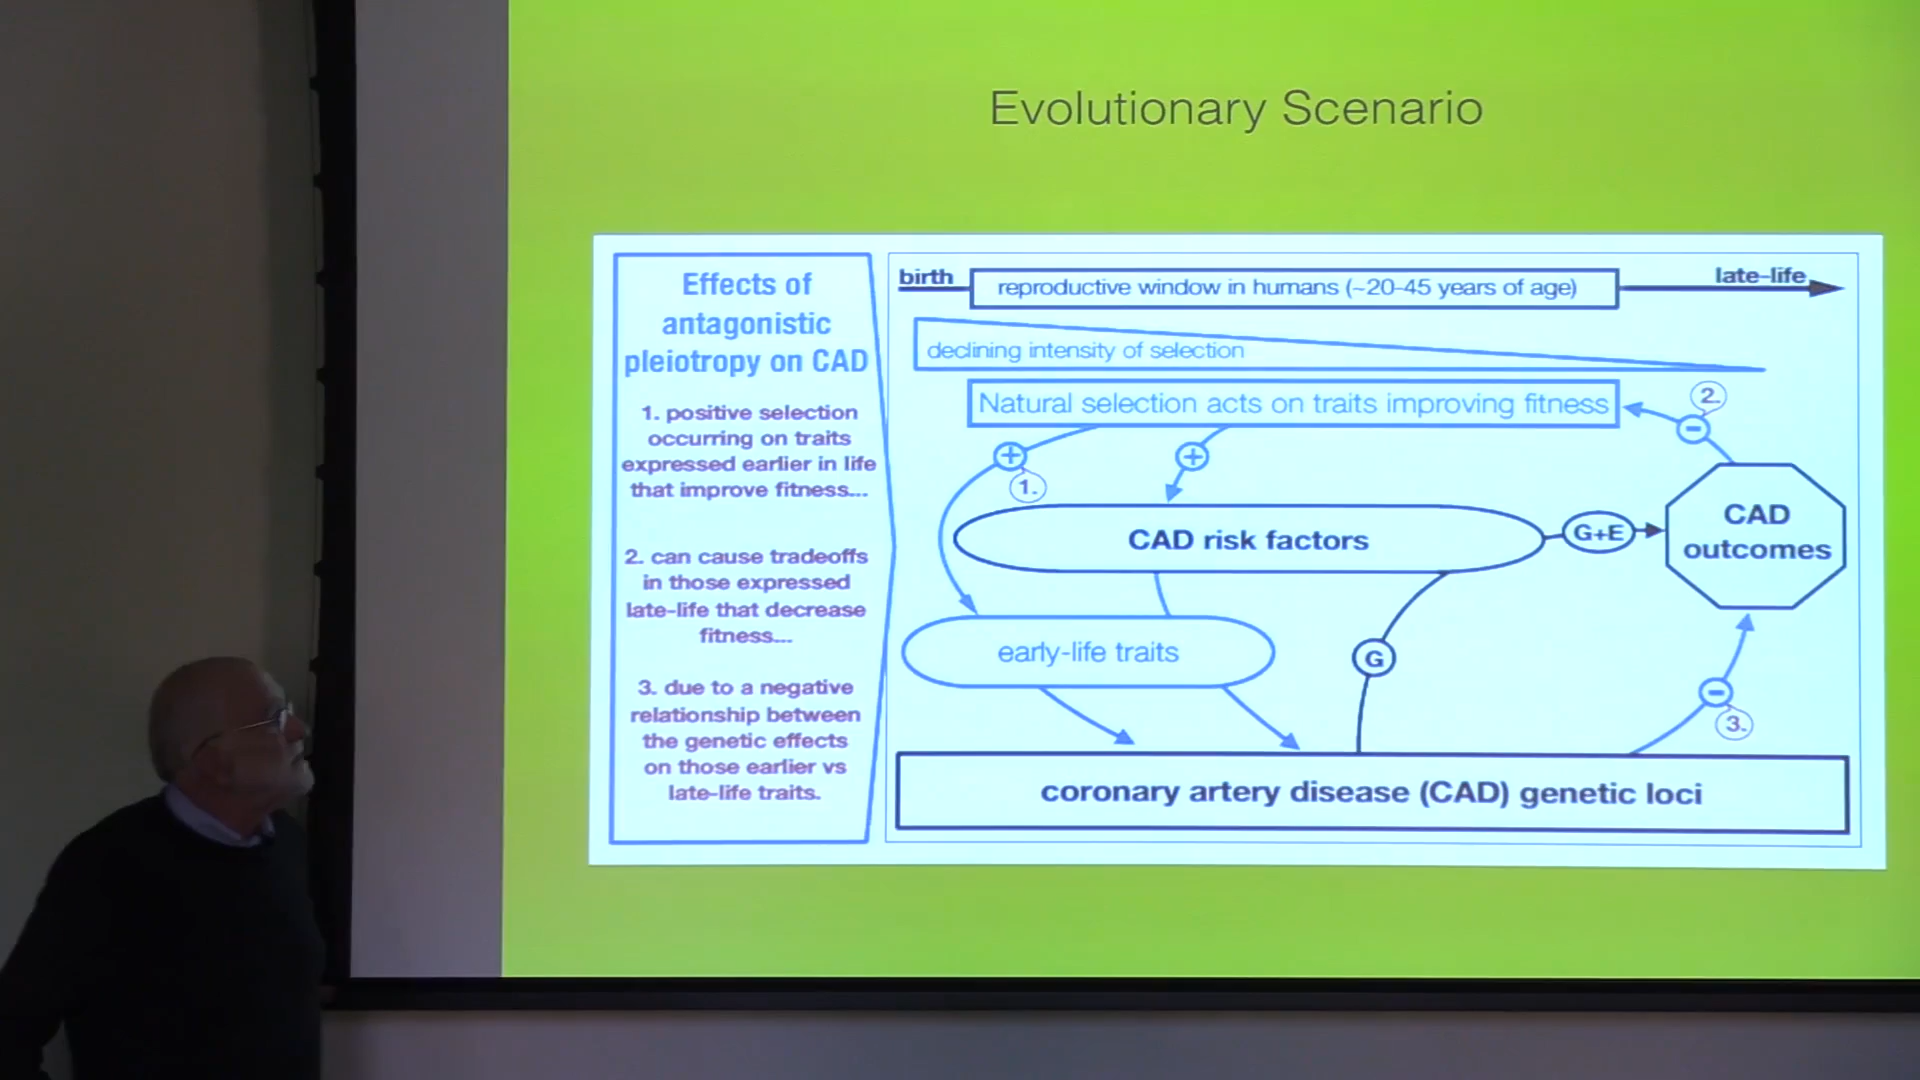 Evolutionary Scenario
Effects of
antagonistic
pleiotropy on CAD
1. positive selection
occurring on traits
expressed earlier in life
that improve fitness...
2. can cause tradeoffs
in those expressed
late-life that decrease
fitness...
3. due to a negative
relationship between
the genetic effects
on those earlier vs
late-life traits.
birth
reproductive window in humans (~20-45 years of age)
late-life
declining intensity of selection
Natural selection acts on traits improving fitness
2.
−
+
1.
+
CAD risk factors
G+E
CAD
outcomes
early-life traits
G
−
3.
coronary artery disease (CAD) genetic loci